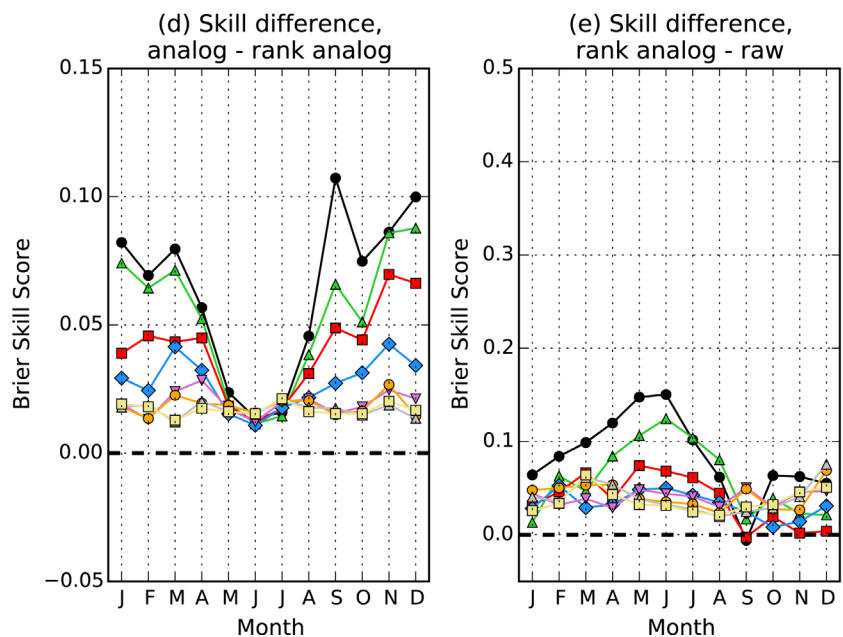 (d) Skill difference,
analog - rank analog
0.15
0.10
0.05
0.00
−0.05
Brier Skill Score
J F M A M J J A S O N D
Month
(e) Skill difference,
rank analog - raw
0.5
0.4
0.3
0.2
0.1
0.0
Brier Skill Score
J F M A M J J A S O N D
Month